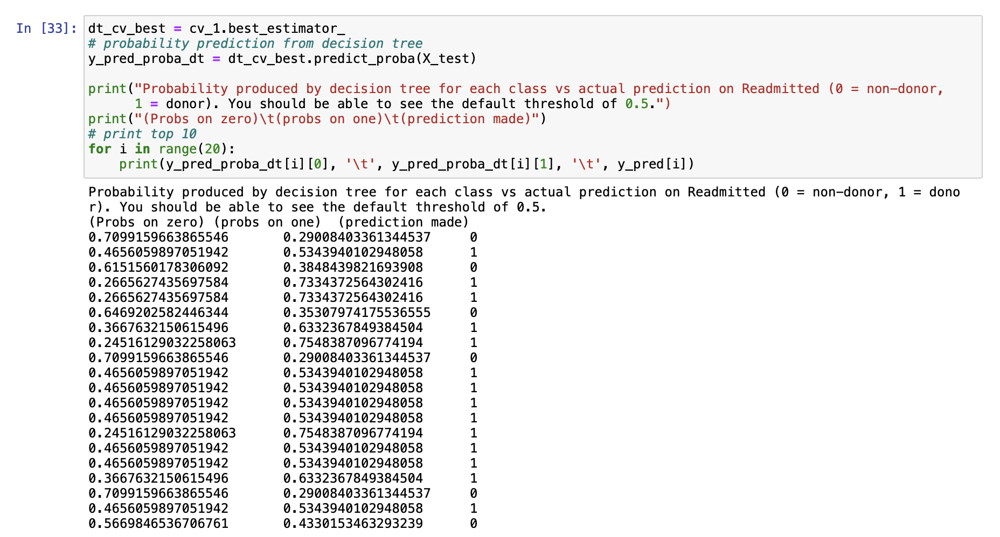 In [33]: dt_cv_best = cv_1.best_estimator_
# probability prediction from decision tree
y_pred_proba_dt = dt_cv_best.predict_proba(X_test)
print("Probability produced by decision tree for each class vs actual prediction on Readmitted (0 = non-donor,
      1 = donor). You should be able to see the default threshold of 0.5.")
print("(Probs on zero)\t(probs on one)\t(prediction made)")
# print top 10
for i in range(20):
    print(y_pred_proba_dt[i][0], '\t', y_pred_proba_dt[i][1], '\t', y_pred[i])
Probability produced by decision tree for each class vs actual prediction on Readmitted (0 = non-donor, 1 = dono
r). You should be able to see the default threshold of 0.5.
(Probs on zero) (probs on one)  (prediction made)
0.7099159663865546 0.29008403361344537 0
0.4656059897051942 0.5343940102948058 1
0.6151560178306092 0.3848439821693908 0
0.2665627435697584 0.7334372564302416 1
0.2665627435697584 0.7334372564302416 1
0.6469202582446344 0.35307974175536555 0
0.3667632150615496 0.6332367849384504 1
0.24516129032258063 0.7548387096774194 1
0.7099159663865546 0.29008403361344537 0
0.4656059897051942 0.5343940102948058 1
0.4656059897051942 0.5343940102948058 1
0.4656059897051942 0.5343940102948058 1
0.4656059897051942 0.5343940102948058 1
0.24516129032258063 0.7548387096774194 1
0.4656059897051942 0.5343940102948058 1
0.4656059897051942 0.5343940102948058 1
0.3667632150615496 0.6332367849384504 1
0.7099159663865546 0.29008403361344537 0
0.4656059897051942 0.5343940102948058 1
0.5669846536706761 0.4330153463293239 0